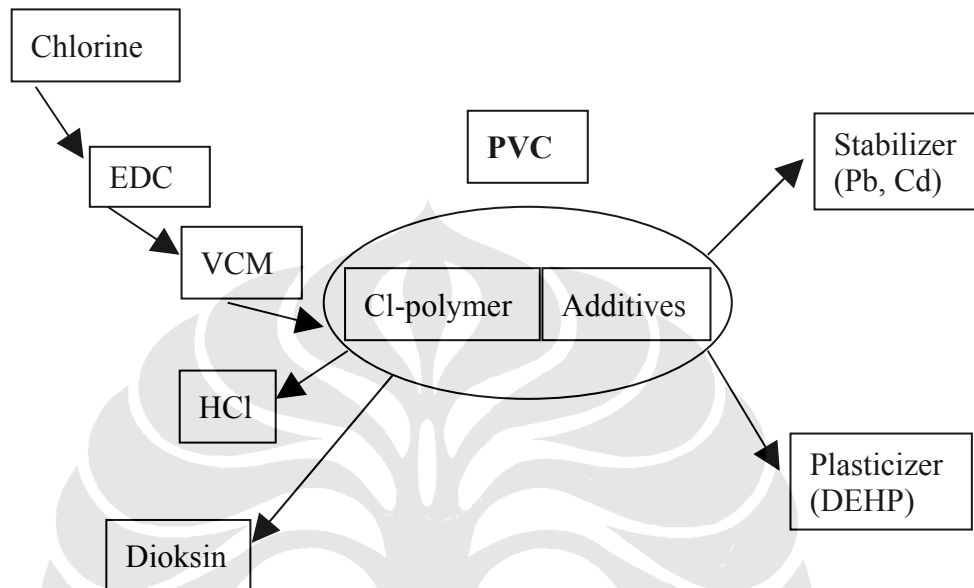 Chlorine
PVC
Stabilizer
(Pb, Cd)
EDC
VCM
Cl-polymer
Additives
HCl
Plasticizer
(DEHP)
Dioksin